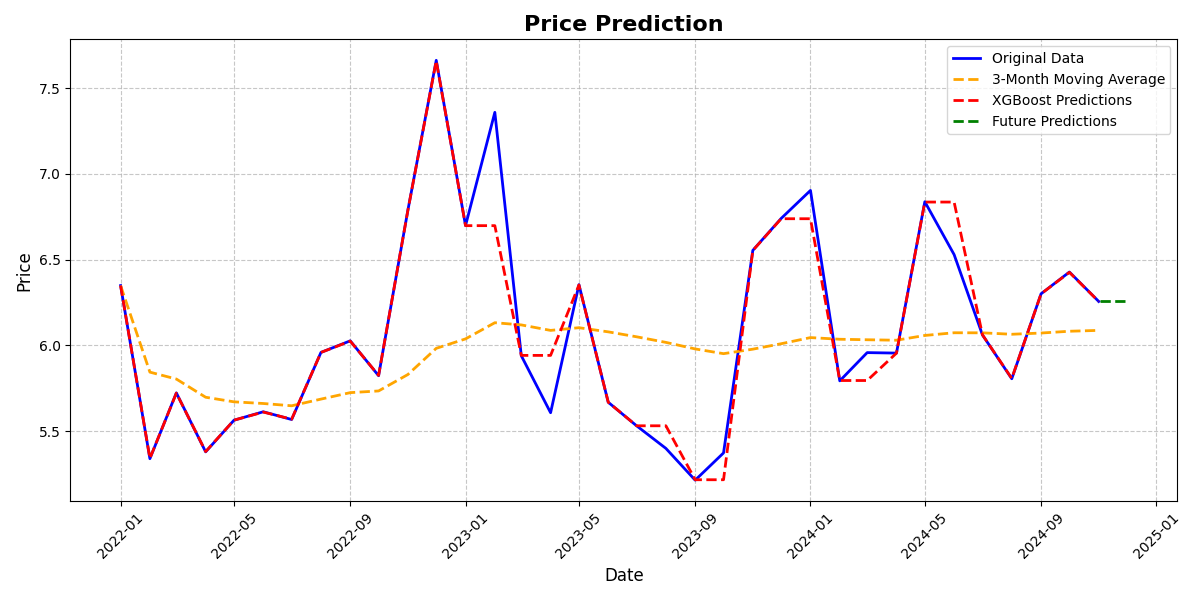 Price Prediction
Original Data
3-Month Moving Average
XGBoost Predictions
Future Predictions
Price
7.5
7.0
6.5
6.0
5.5
2022-01
2022-05
2022-09
2023-01
2023-05
2023-09
2024-01
2024-05
2024-09
2025-01
Date